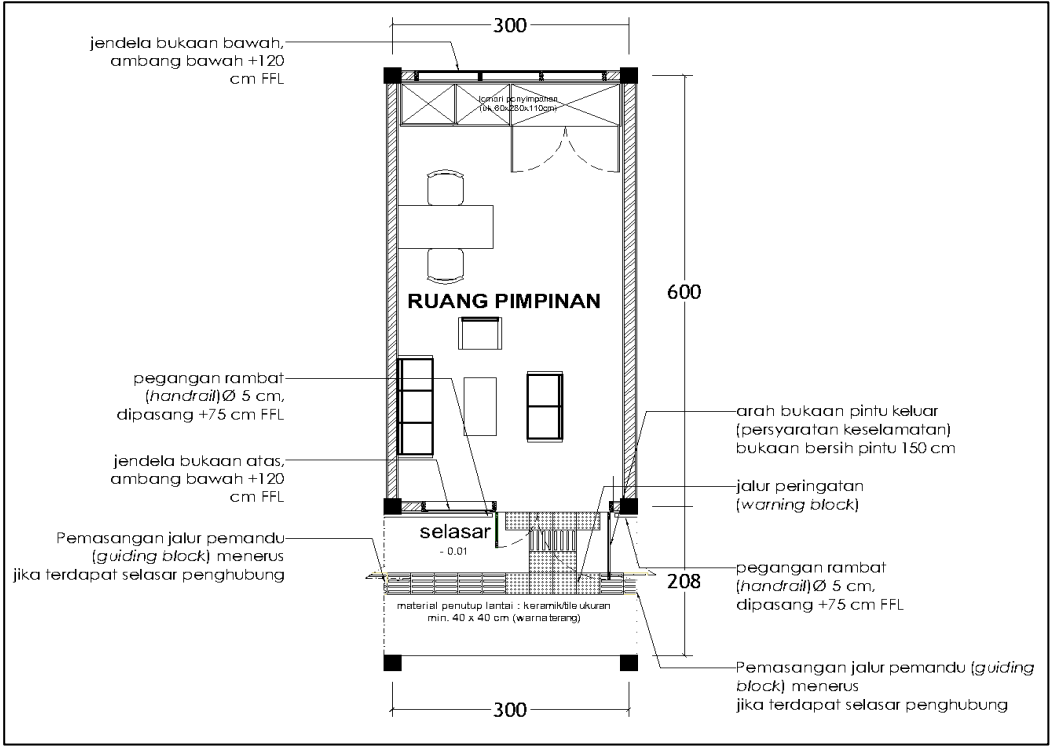 300
jendela bukaan bawah,
ambang bawah +120
cm FFL
lemari penyimpanan
(uk.60x280x110cm)
RUANG PIMPINAN
600
pegangan rambat
(handrail)Ø 5 cm,
dipasang +75 cm FFL
arah bukaan pintu keluar
(persyaratan keselamatan)
bukaan bersih pintu 150 cm
jendela bukaan atas,
ambang bawah +120
cm FFL
jalur peringatan
(warning block)
selasar
- 0.01
Pemasangan jalur pemandu
(guiding block) menerus
jika terdapat selasar penghubung
208
pegangan rambat
(handrail)Ø 5 cm,
dipasang +75 cm FFL
material penutup lantai : keramik/tile ukuran
min. 40 x 40 cm (warna terang)
Pemasangan jalur pemandu (guiding
block) menerus
jika terdapat selasar penghubung
300